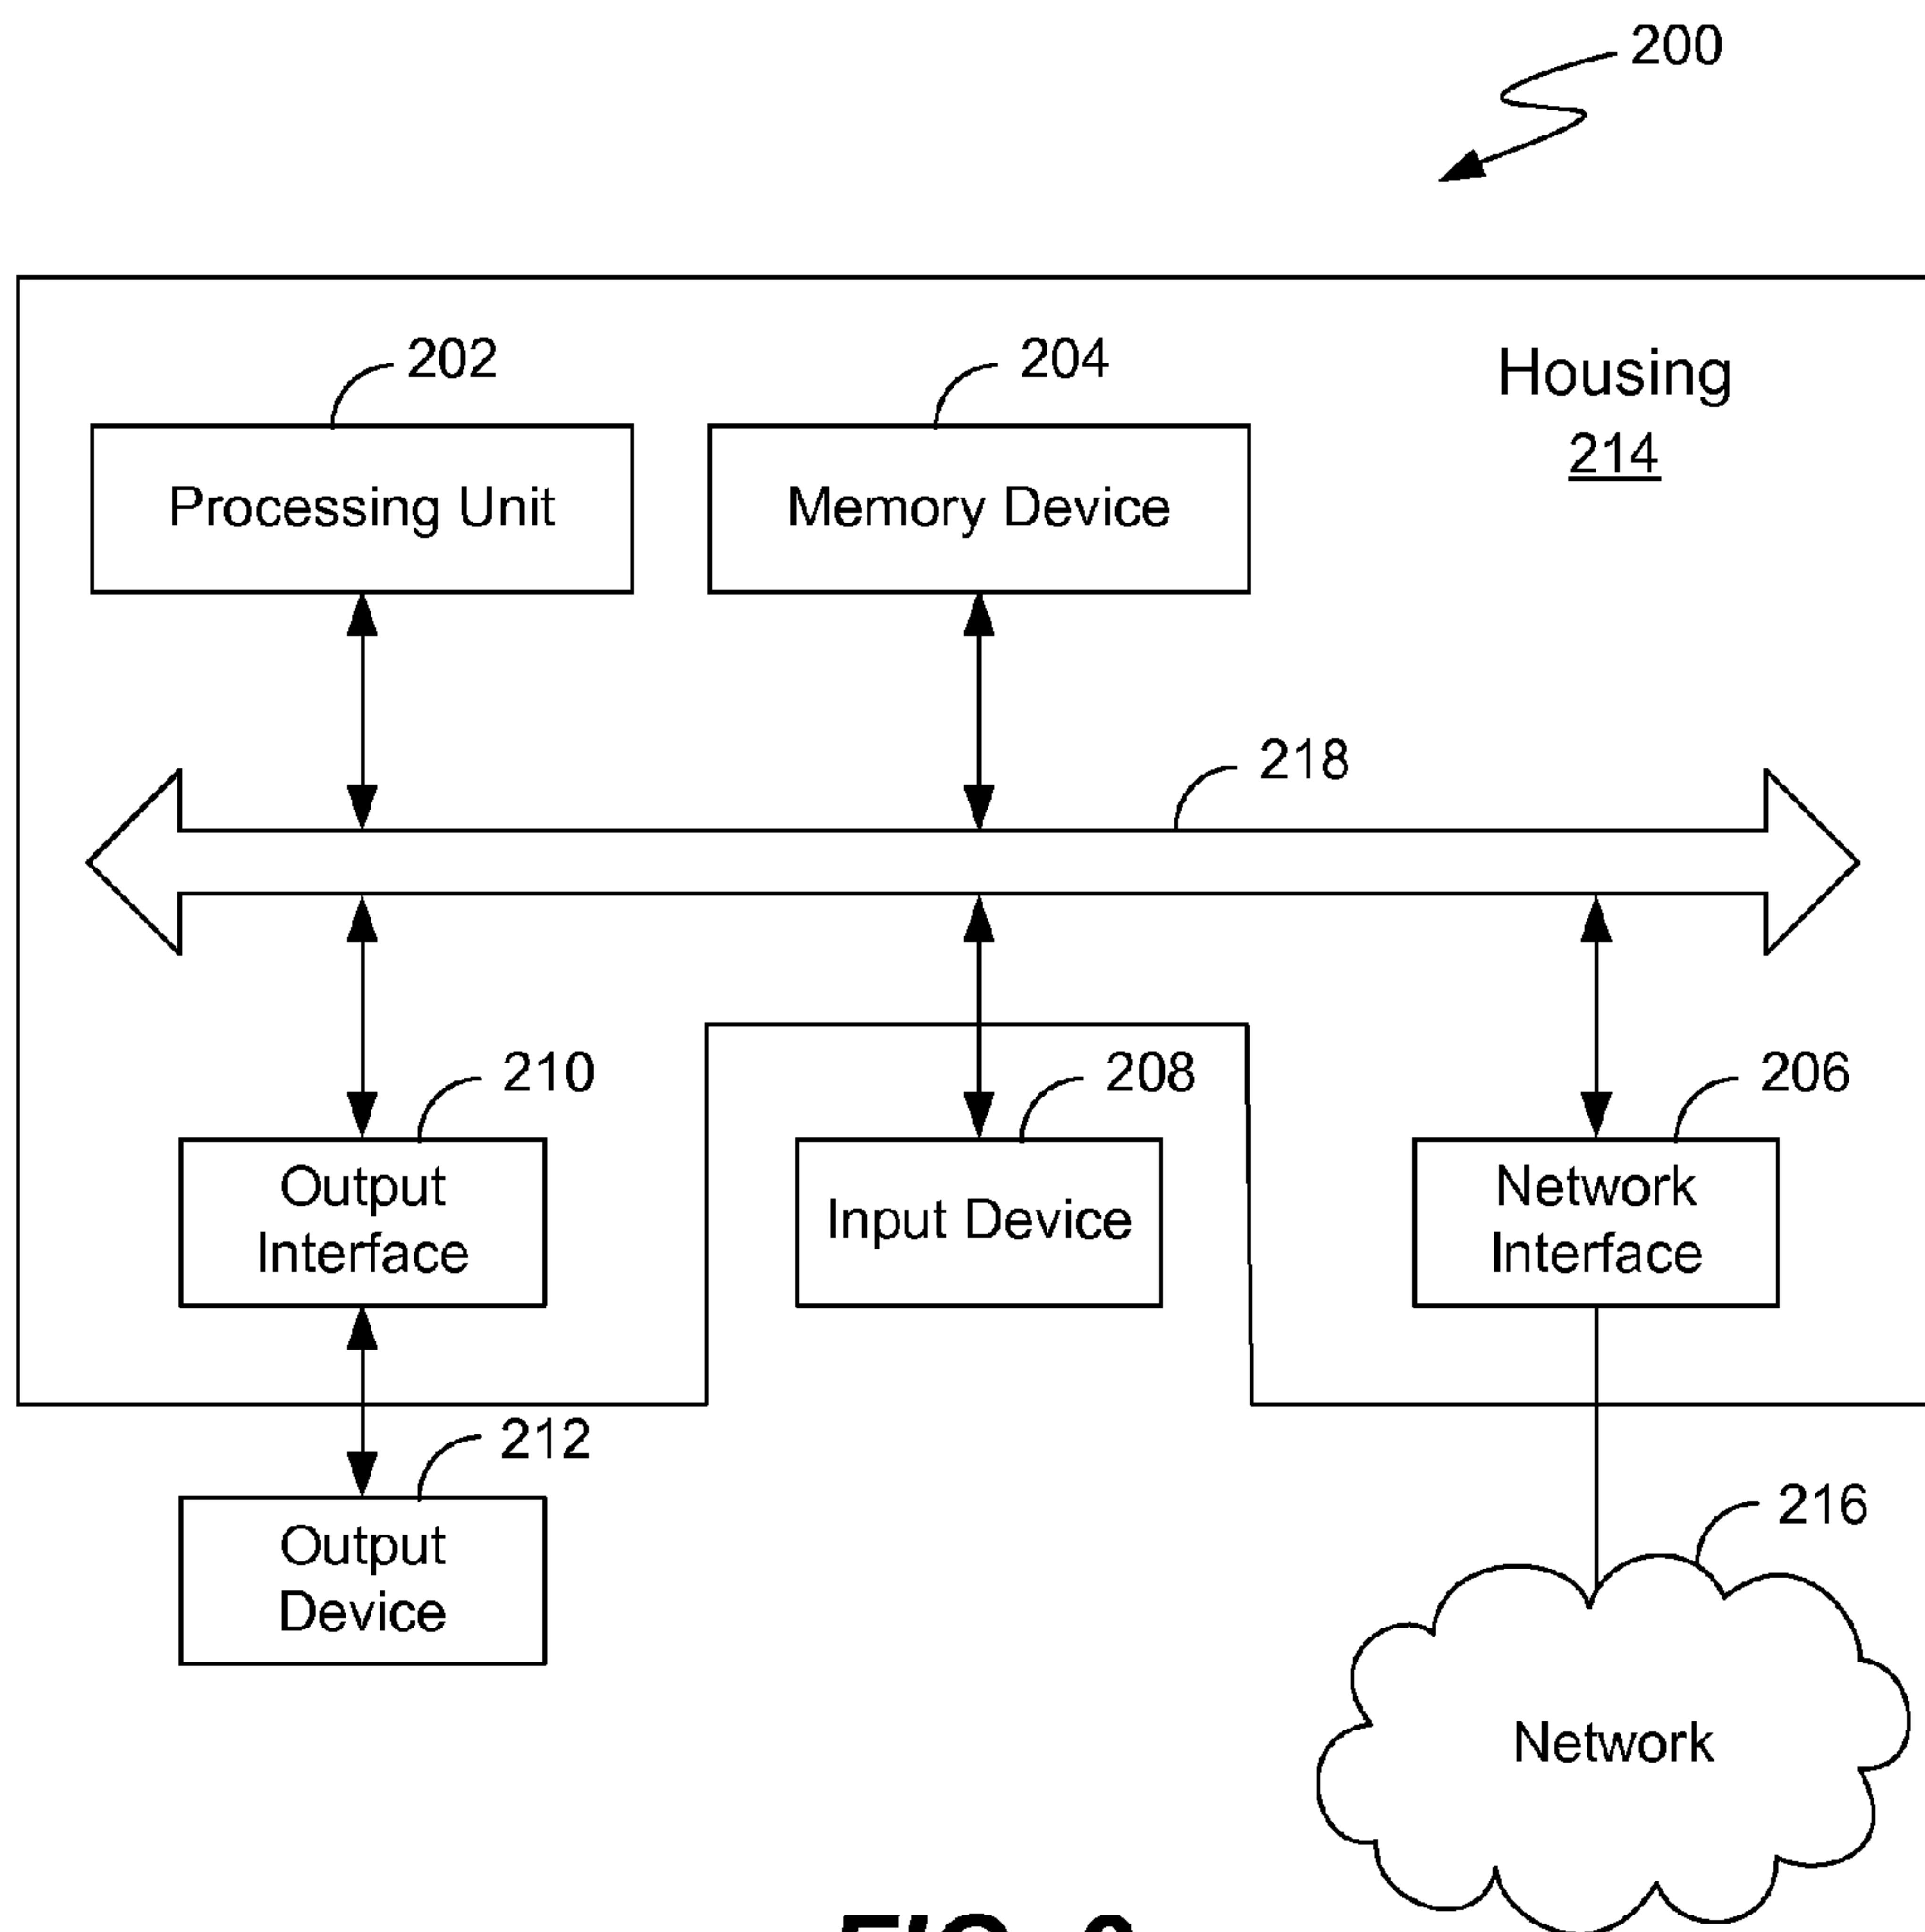 200
202
204
Housing
214
Processing Unit
Memory Device
218
210
208
206
Output
Interface
Input Device
Network
Interface
212
Output
Device
216
Network